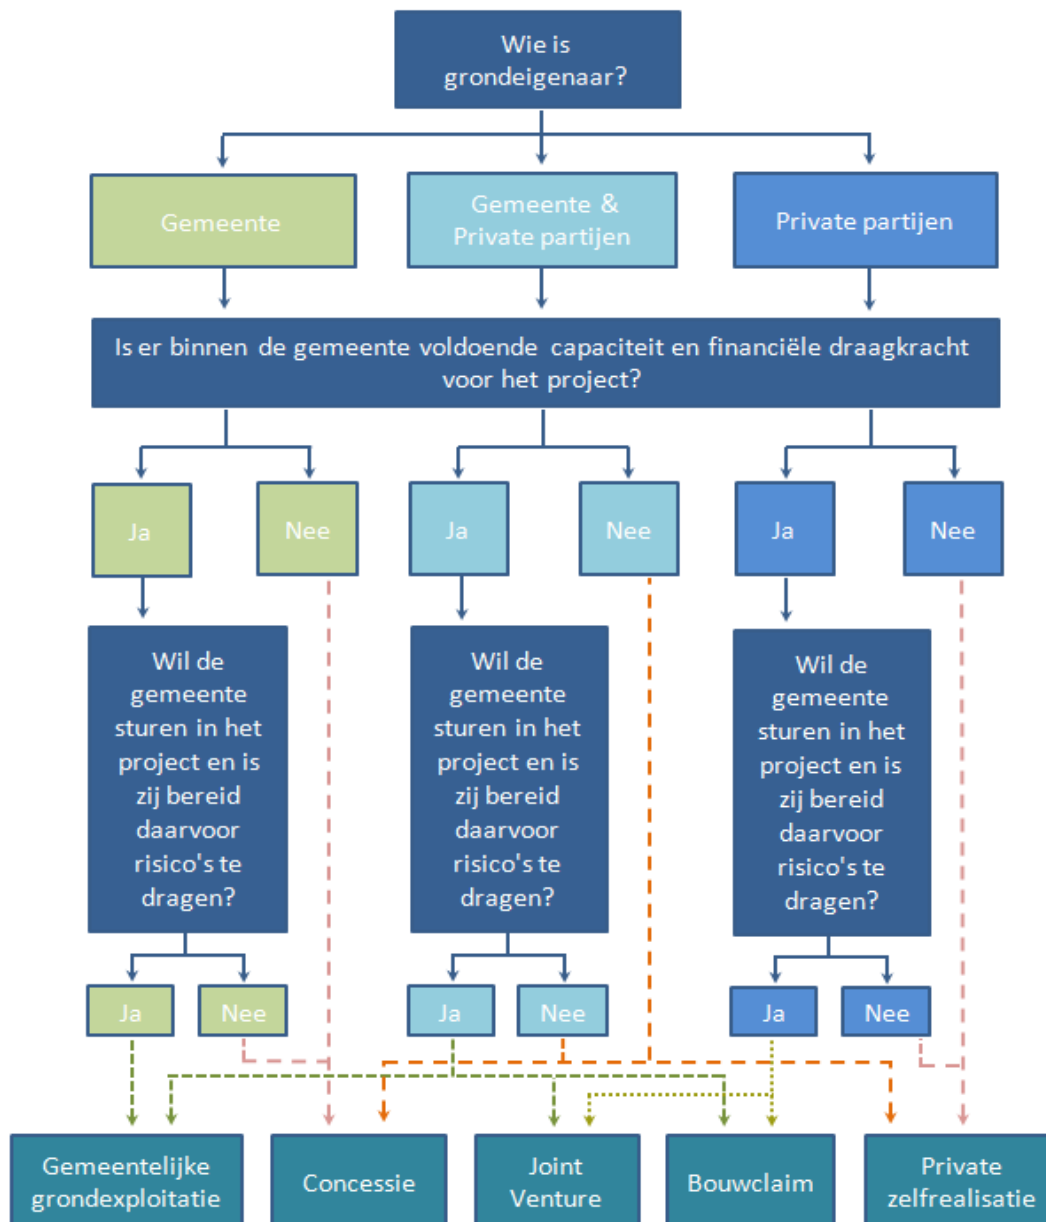 Wie is
grondeigenaar?
Gemeente
Gemeente &
Private partijen
Private partijen
Is er binnen de gemeente voldoende capaciteit en financiële draagkracht
voor het project?
Ja
Nee
Ja
Nee
Ja
Nee
Wil de
gemeente
sturen in het
project en is
zij bereid
daarvoor
risico's te
dragen?
Wil de
gemeente
sturen in het
project en is
zij bereid
daarvoor
risico's te
dragen?
Wil de
gemeente
sturen in het
project en is
zij bereid
daarvoor
risico's te
dragen?
Ja
Nee
Ja
Nee
Ja
Nee
Gemeentelijke
grondexploitatie
Concessie
Joint
Venture
Bouwclaim
Private
zelfrealisatie